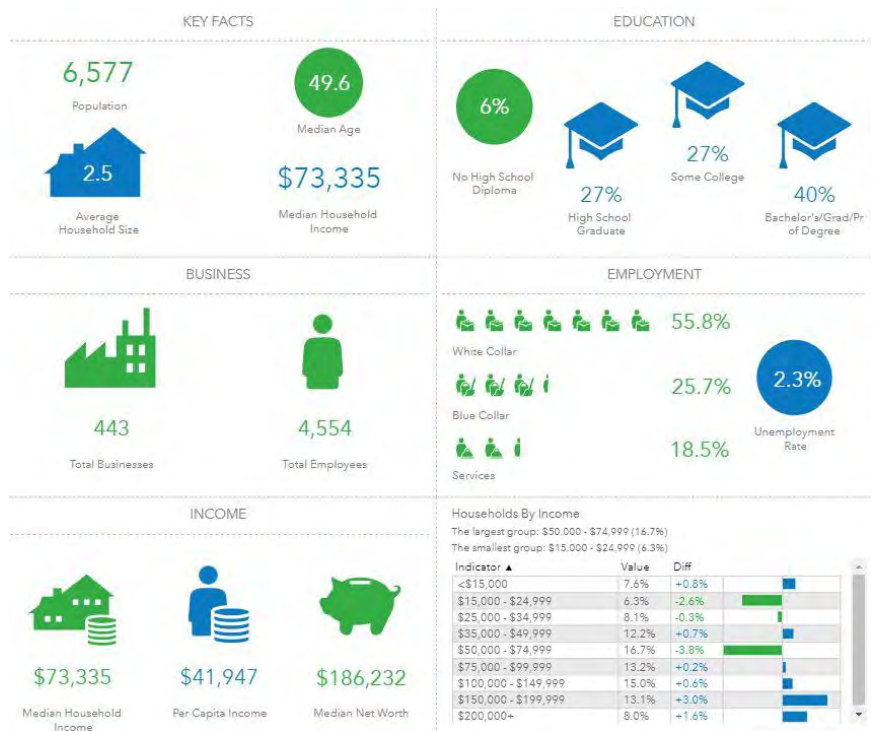 KEY FACTS
6,577
Population
49.6
Median Age
2.5
Average
Household Size
$73,335
Median Household
Income
EDUCATION
6%
No High School
Diploma
27%
High School
Graduate
27%
Some College
40%
Bachelor's/Grad/Pr
of Degree
BUSINESS
443
Total Businesses
4,554
Total Employees
EMPLOYMENT
55.8%
White Collar
25.7%
Blue Collar
18.5%
Services
2.3%
Unemployment
Rate
INCOME
$73,335
Median Household
Income
$41,947
Per Capita Income
$186,232
Median Net Worth
Households By Income
The largest group: $50,000 - $74,999 (16.7%)
The smallest group: $15,000 - $24,999 (6.3%)
Indicator ▲ Value Diff
<$15,000 7.6% +0.8%
$15,000 - $24,999 6.3% -2.6%
$25,000 - $34,999 8.1% -0.3%
$35,000 - $49,999 12.2% +0.7%
$50,000 - $74,999 16.7% -3.8%
$75,000 - $99,999 13.2% +0.2%
$100,000 - $149,999 15.0% +0.6%
$150,000 - $199,999 13.1% +3.0%
$200,000+ 8.0% +1.6%